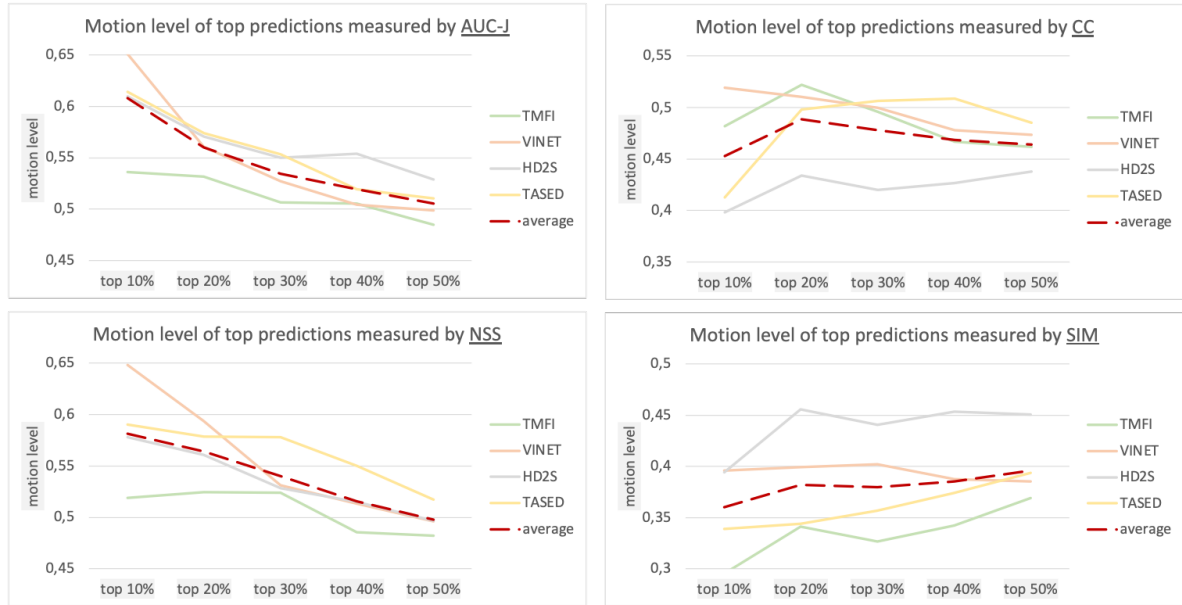 Motion level of top predictions measured by AUC-J
0,65
0,6
0,55
0,5
0,45
motion level
top 10% top 20% top 30% top 40% top 50%
TMFI
VINET
HD2S
TASED
average
Motion level of top predictions measured by CC
0,55
0,5
0,45
0,4
0,35
motion level
top 10% top 20% top 30% top 40% top 50%
TMFI
VINET
HD2S
TASED
average
Motion level of top predictions measured by NSS
0,65
0,6
0,55
0,5
0,45
motion level
top 10% top 20% top 30% top 40% top 50%
TMFI
VINET
HD2S
TASED
average
Motion level of top predictions measured by SIM
0,5
0,45
0,4
0,35
0,3
motion level
top 10% top 20% top 30% top 40% top 50%
TMFI
VINET
HD2S
TASED
average